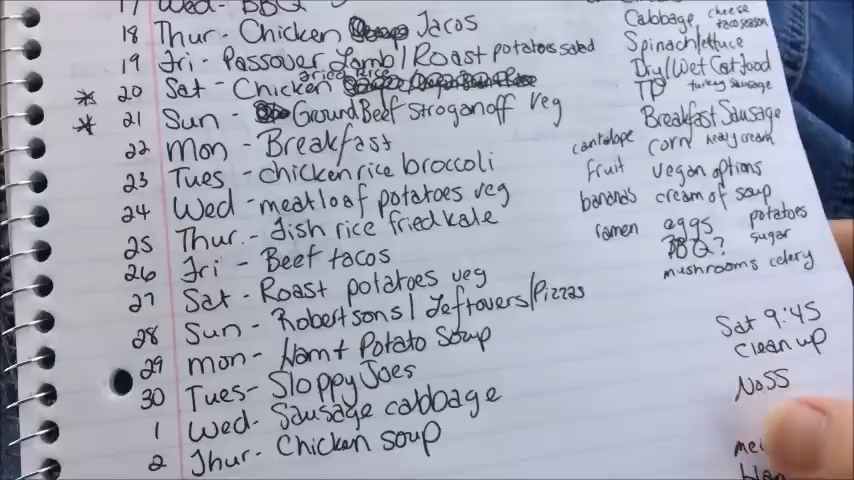 17 Wed- BBQ
18 Thur- Chicken Tacos
19 Fri- Passover Lamb/Roast potatoes salad
* 20 Sat- Chicken fried rice
* 21 Sun - Ground Beef stroganoff veg
22 Mon - Breakfast
23 Tues - chicken rice broccoli
24 Wed - meatloaf potatoes veg
25 Thur. - Fish rice fried kale
26 Fri - Beef tacos
27 Sat- Roast potatoes veg
28 Sun- Robertsons/Leftovers/Pizzas
29 Mon- Ham + Potato Soup
30 Tues- Sloppy Joes
1 Wed- Sausage cabbage
2 Thur- Chicken soup
Cabbage cheese
taco season
Spinach/lettuce
Dry/Wet Cat food
TP turkey sausage
Breakfast Sausage
cantalope corn heavy cream
fruit vegan options
bananas cream of soup
ramen eggs potatoes
BBQ? sugar
mushrooms celery
Sat 9:45
clean up
No SS